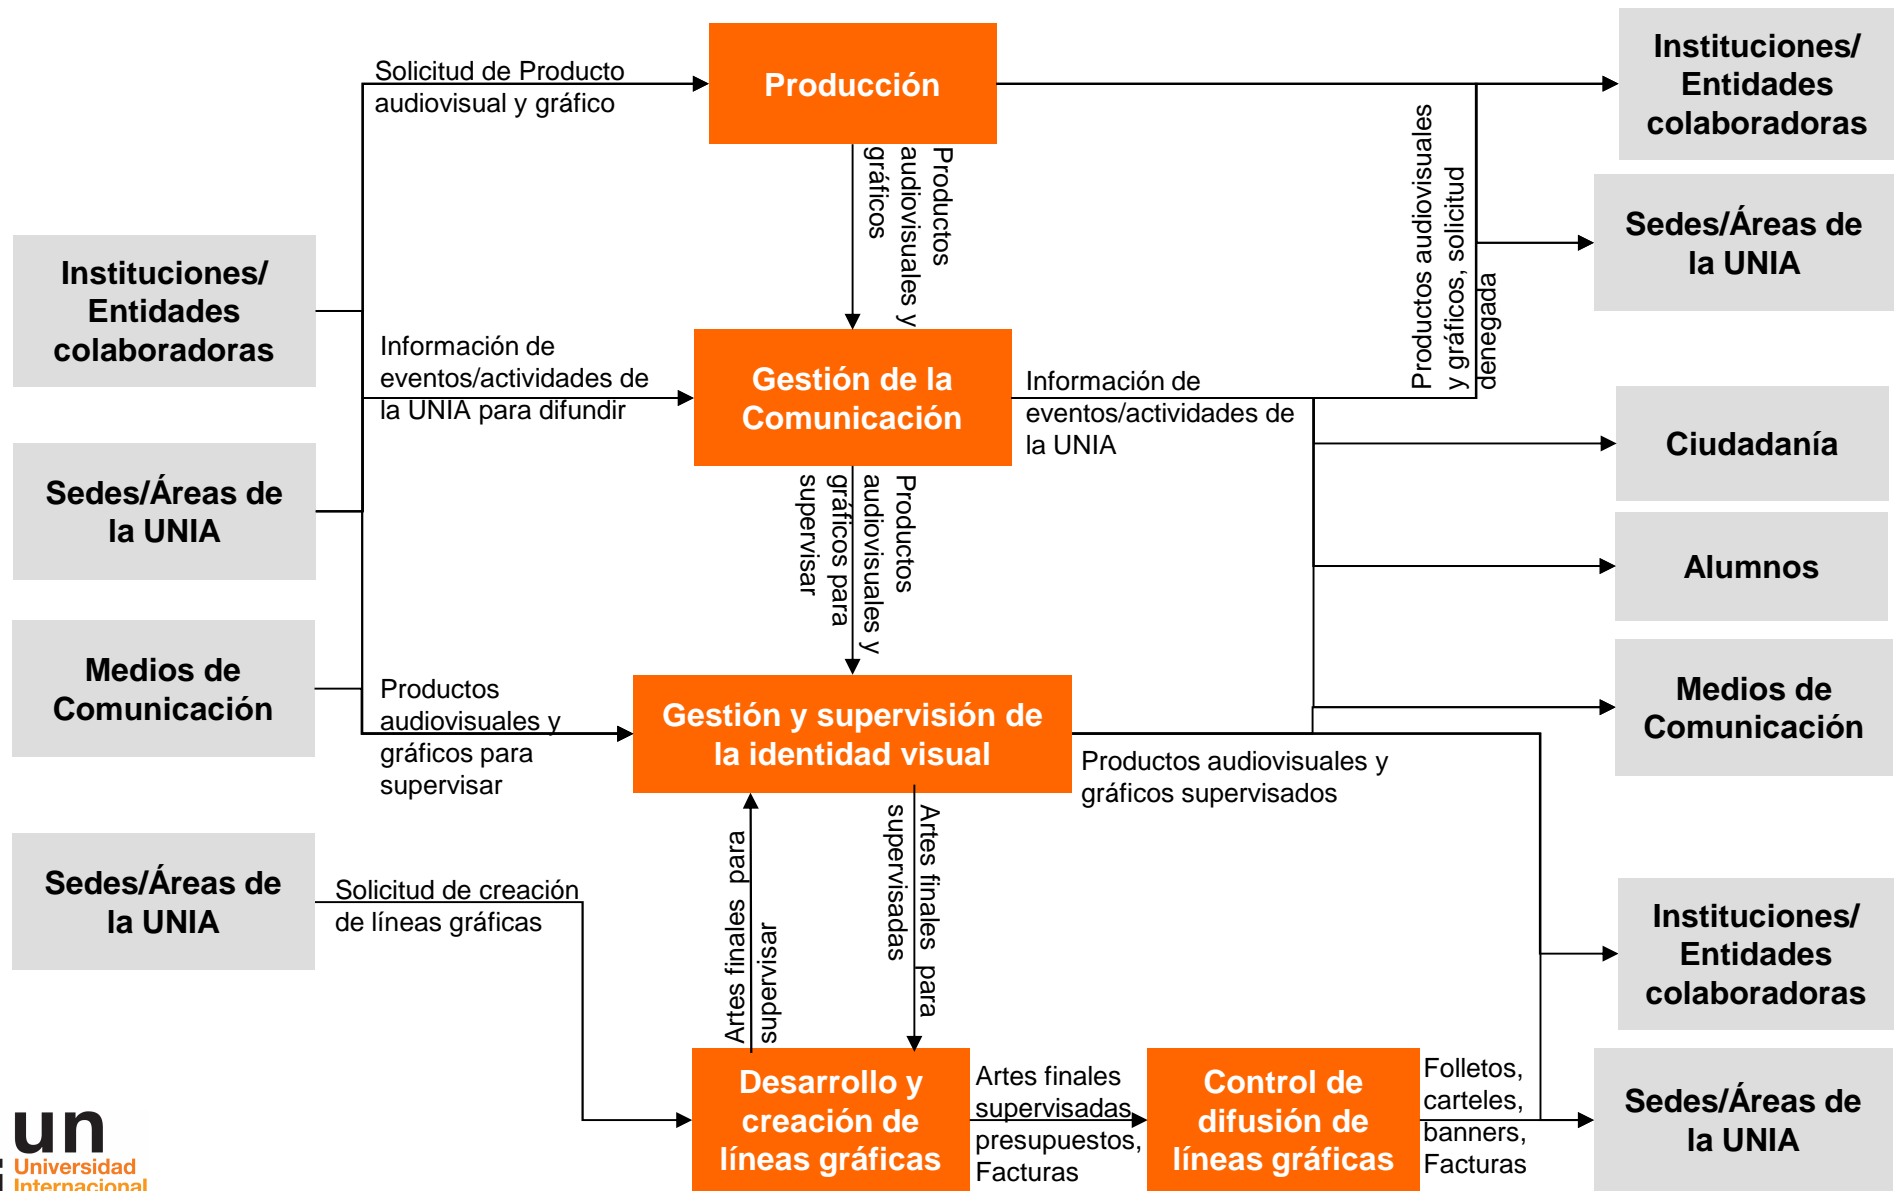 Solicitud de Producto
audiovisual y gráfico
Producción
Instituciones/
Entidades
colaboradoras
Productos
audiovisuales y
gráficos
Productos audiovisuales
y gráficos, solicitud
denegada
Sedes/Áreas de
la UNIA
Instituciones/
Entidades
colaboradoras
Información de
eventos/actividades de
la UNIA para difundir
Gestión de la
Comunicación
Información de
eventos/actividades de
la UNIA
Ciudadanía
Sedes/Áreas de
la UNIA
Productos
audiovisuales y
gráficos para
supervisar
Alumnos
Medios de
Comunicación
Productos
audiovisuales y
gráficos para
supervisar
Gestión y supervisión de
la identidad visual
Productos audiovisuales y
gráficos supervisados
Medios de
Comunicación
Sedes/Áreas de
la UNIA
Solicitud de creación
de líneas gráficas
Artes finales para
supervisar
Artes finales para
supervisadas
Instituciones/
Entidades
colaboradoras
Desarrollo y
creación de
líneas gráficas
Artes finales
supervisadas,
presupuestos,
Facturas
Control de
difusión de
líneas gráficas
Folletos,
carteles,
banners,
Facturas
Sedes/Áreas de
la UNIA
un
i
Universidad
Internacional